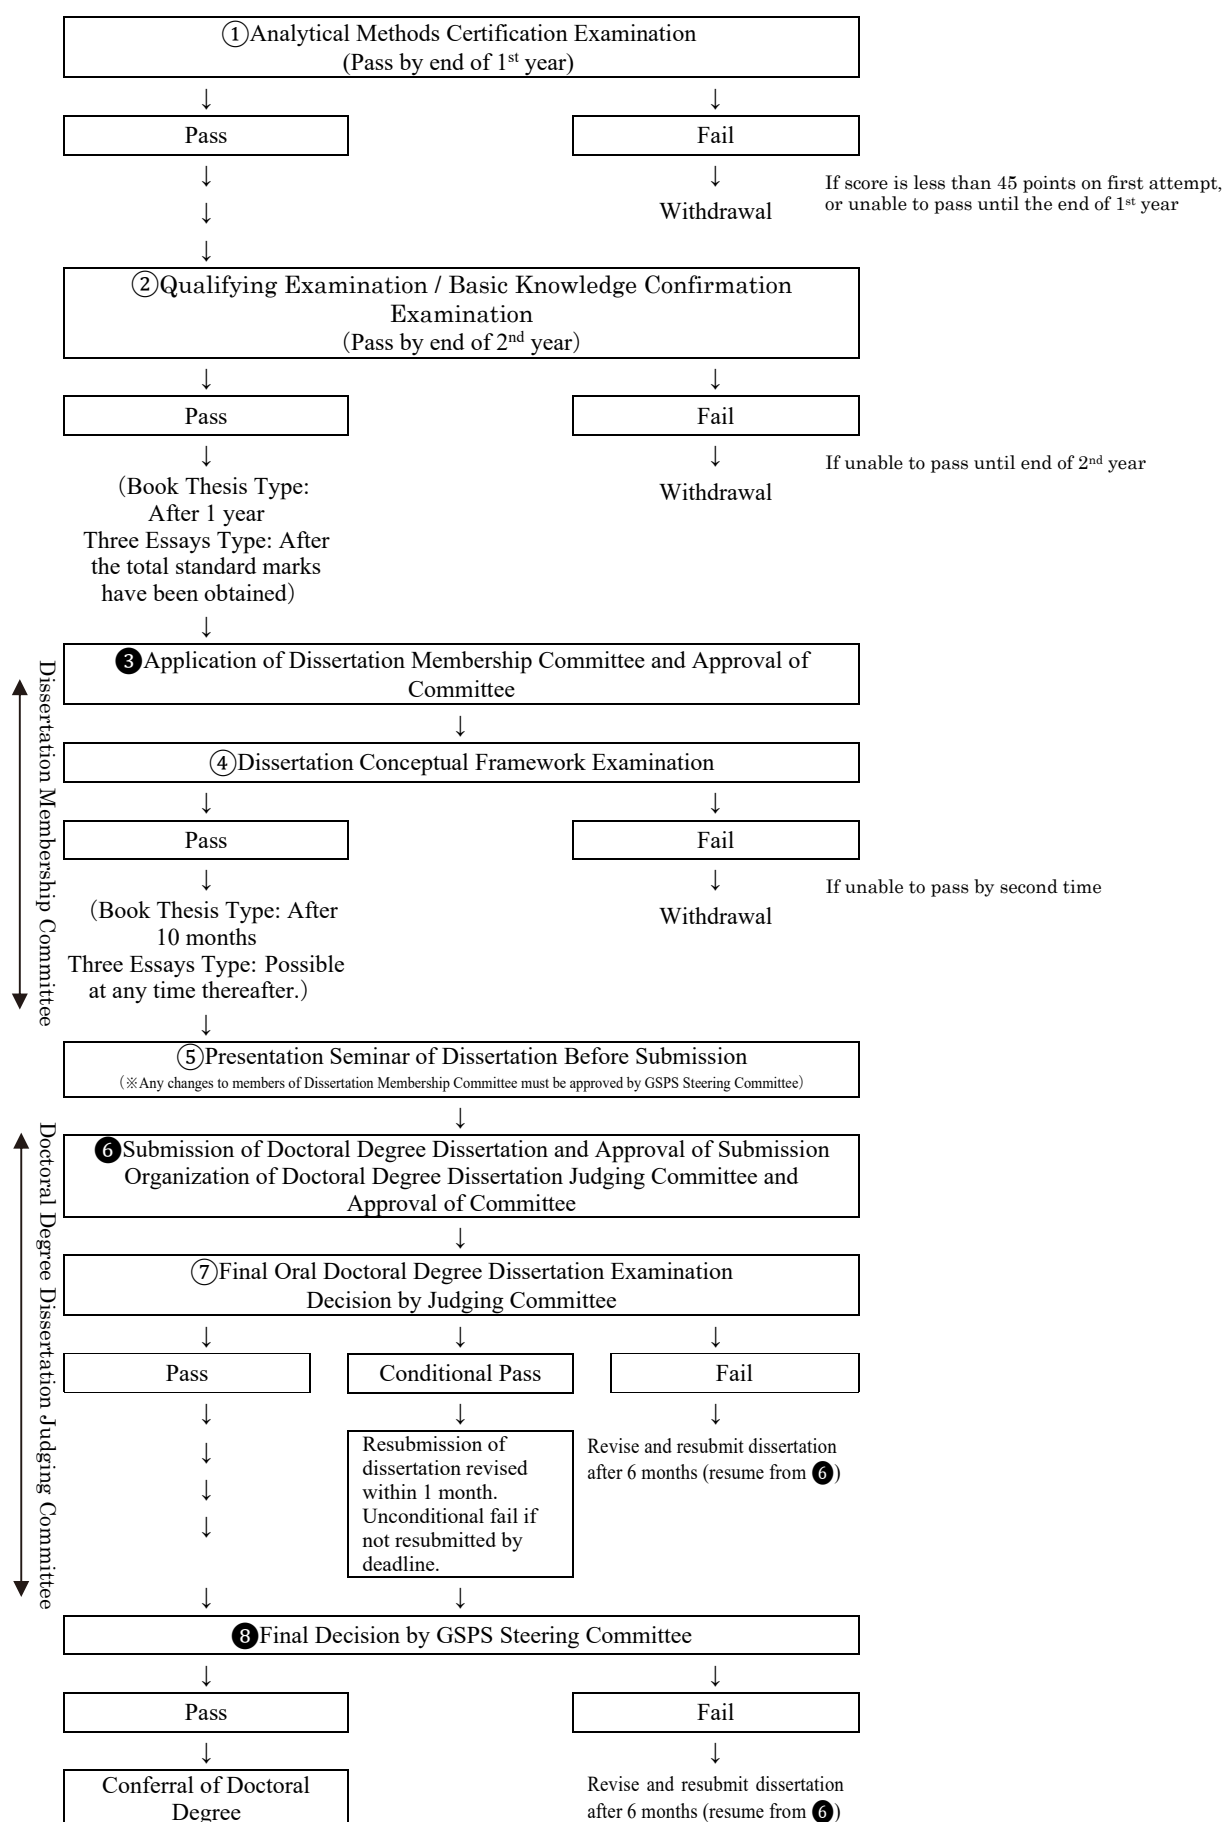 ①Analytical Methods Certification Examination
(Pass by end of 1st year)
↓ ↓
Pass Fail
↓ ↓
If score is less than 45 points on first attempt,
or unable to pass until the end of 1st year
↓ Withdrawal
↓
②Qualifying Examination / Basic Knowledge Confirmation
Examination
(Pass by end of 2nd year)
↓ ↓
Pass Fail
↓ ↓
If unable to pass until end of 2nd year
Withdrawal
(Book Thesis Type:
After 1 year
Three Essays Type: After
the total standard marks
have been obtained)
↓
Dissertation Membership Committee
❸Application of Dissertation Membership Committee and Approval of
Committee
↓
④Dissertation Conceptual Framework Examination
↓ ↓
Pass Fail
↓ ↓
If unable to pass by second time
Withdrawal
(Book Thesis Type: After
10 months
Three Essays Type: Possible
at any time thereafter.)
↓
⑤Presentation Seminar of Dissertation Before Submission
(※Any changes to members of Dissertation Membership Committee must be approved by GSPS Steering Committee)
↓
Doctoral Degree Dissertation Judging Committee
❻Submission of Doctoral Degree Dissertation and Approval of Submission
Organization of Doctoral Degree Dissertation Judging Committee and
Approval of Committee
↓
⑦Final Oral Doctoral Degree Dissertation Examination
Decision by Judging Committee
↓ ↓ ↓
Pass Conditional Pass Fail
↓ ↓ ↓
Resubmission of
dissertation revised
within 1 month.
Unconditional fail if
not resubmitted by
deadline.
Revise and resubmit dissertation
after 6 months (resume from ❻)
↓
↓
↓
↓ ↓
❽Final Decision by GSPS Steering Committee
↓ ↓
Pass Fail
↓ ↓
Conferral of Doctoral
Degree
Revise and resubmit dissertation
after 6 months (resume from ❻)